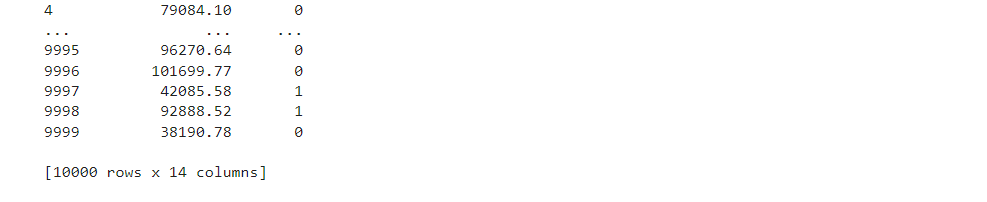 4 79084.10 0
... ... ...
9995 96270.64 0
9996 101699.77 0
9997 42085.58 1
9998 92888.52 1
9999 38190.78 0
[10000 rows x 14 columns]